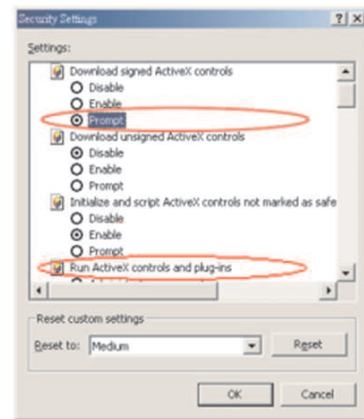 Security Settings
Settings:
Download signed ActiveX controls
Disable
Enable
Prompt
Download unsigned ActiveX controls
Disable
Enable
Prompt
Initialize and script ActiveX controls not marked as safe
Disable
Enable
Prompt
Run ActiveX controls and plug-ins
Reset custom settings
Reset to: Medium Reset
OK Cancel